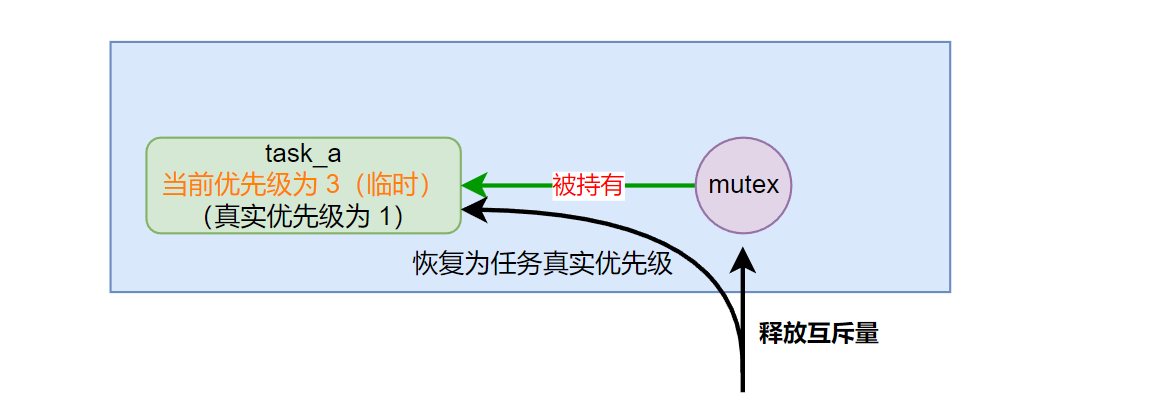 task_a
当前优先级为 3（临时）
（真实优先级为 1）
被持有
mutex
恢复为任务真实优先级
释放互斥量